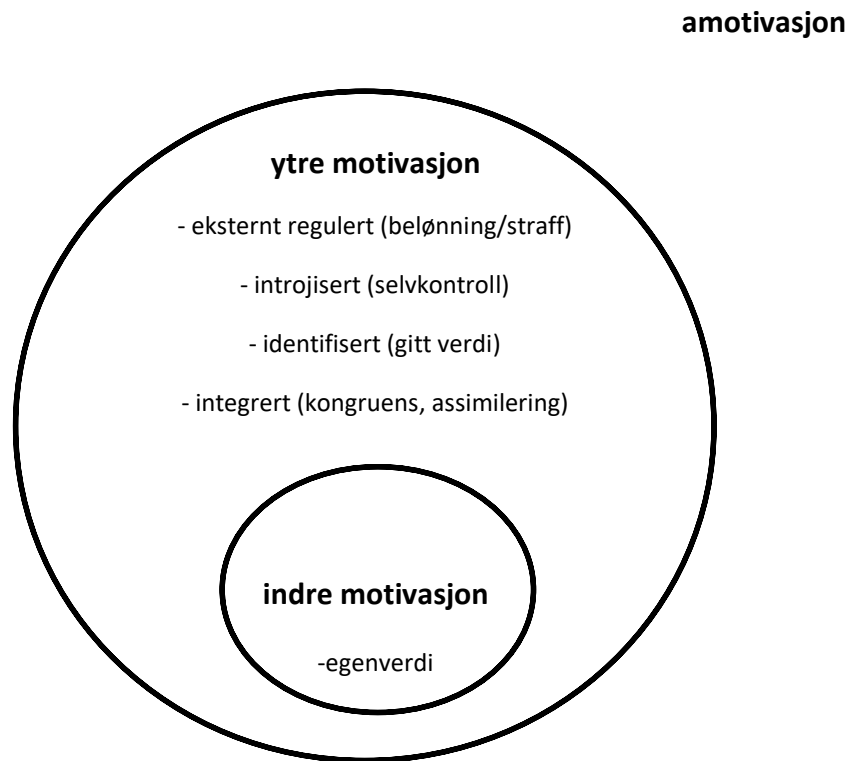 amotivasjon
ytre motivasjon
- eksternt regulert (belønning/straff)
- introjisert (selvkontroll)
- identifisert (gitt verdi)
- integrert (kongruens, assimilering)
indre motivasjon
-egenverdi